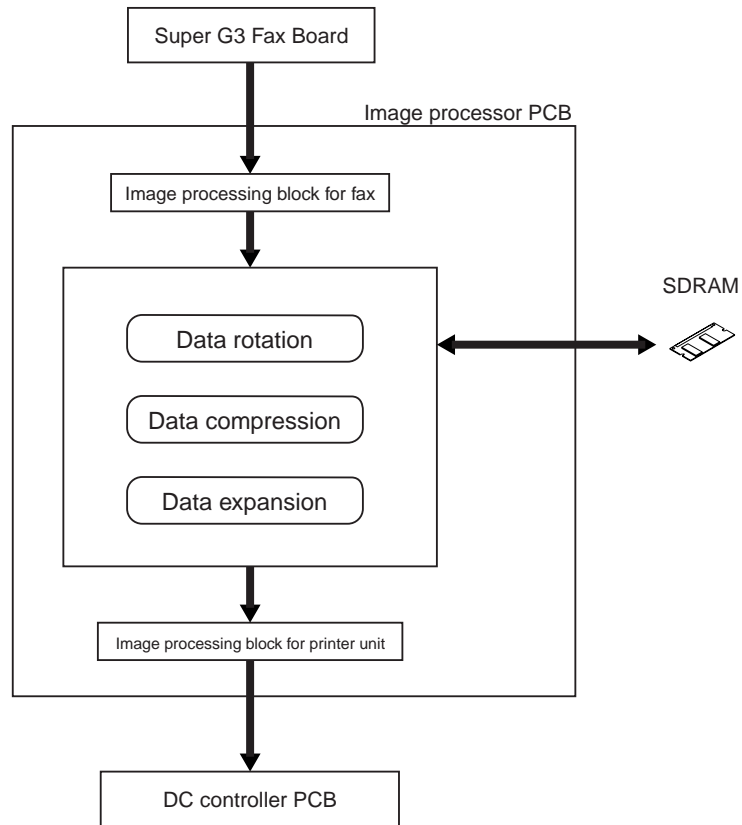 Super G3 Fax Board
Image processor PCB
Image processing block for fax
SDRAM
Data rotation
Data compression
Data expansion
Image processing block for printer unit
DC controller PCB